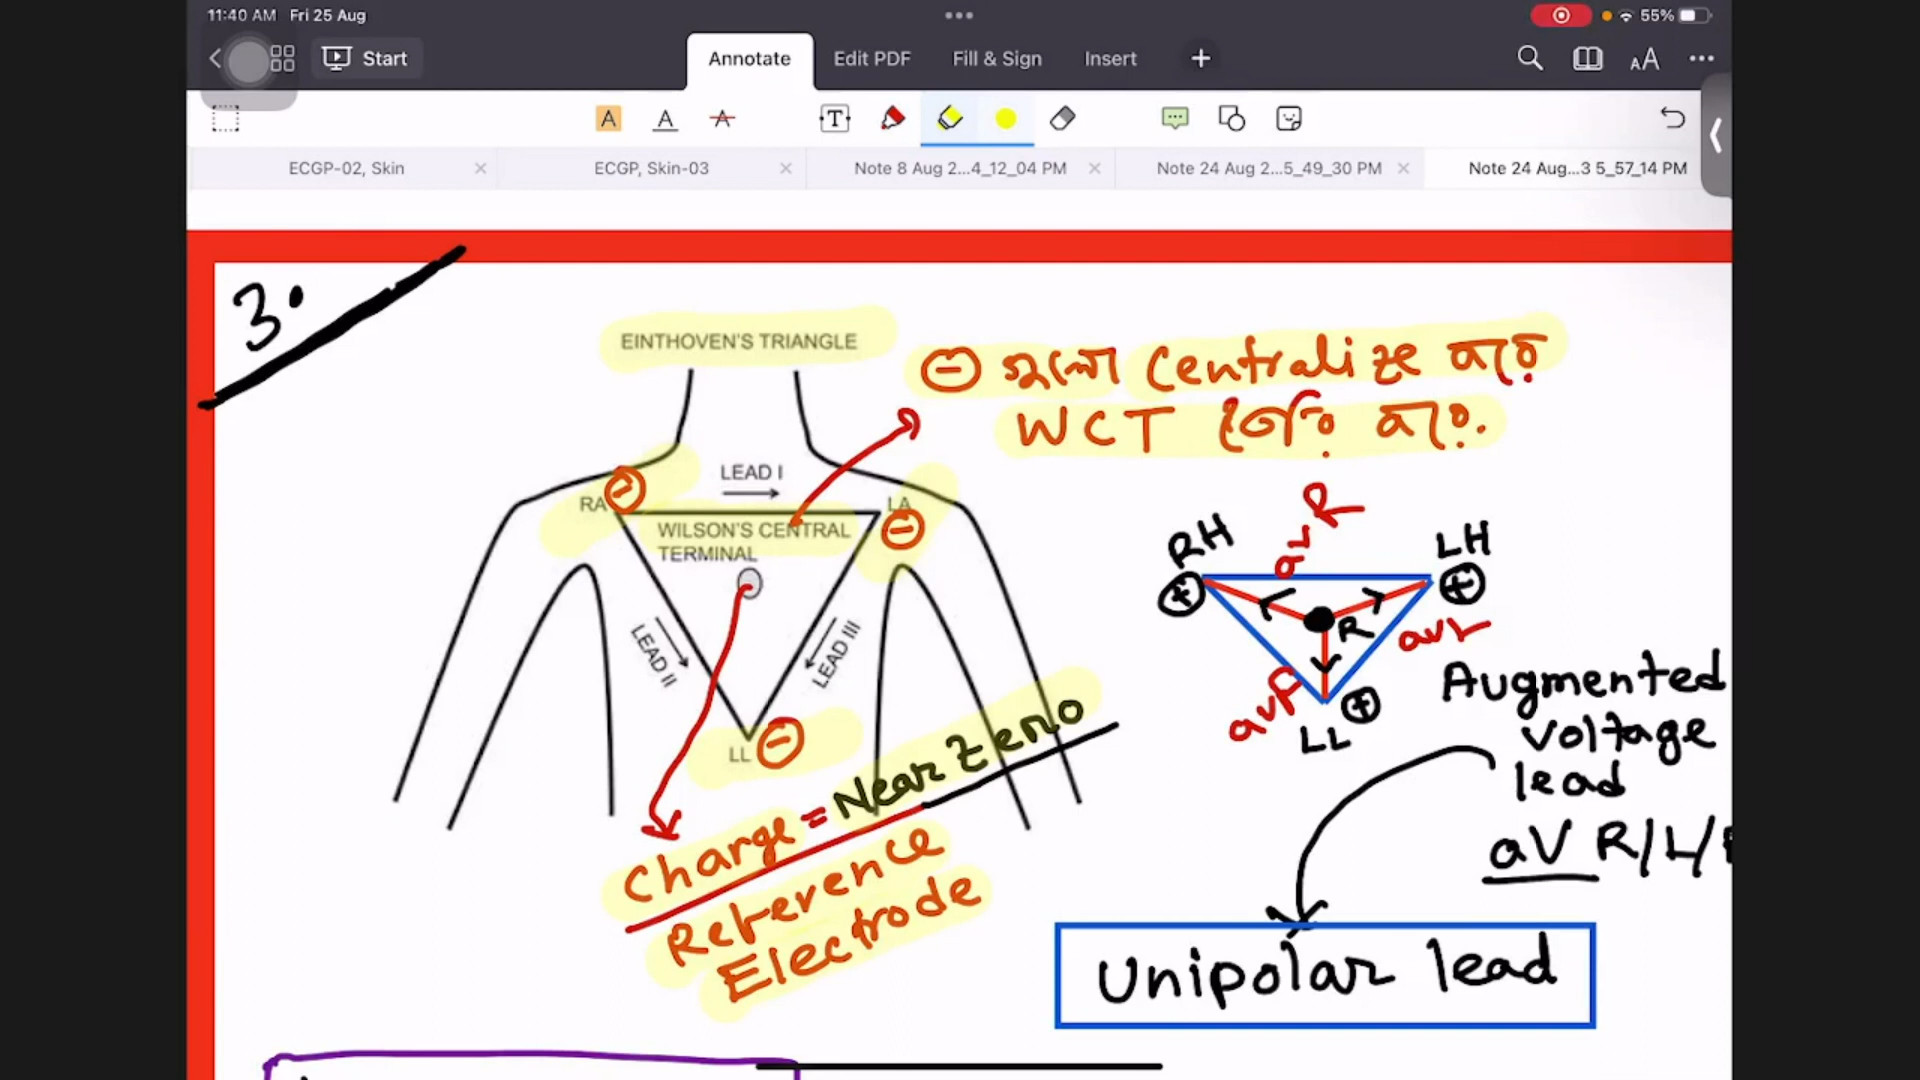 11:40 AM Fri 25 Aug
55%
Start
Annotate
Edit PDF
Fill & Sign
Insert
AA
A A A T
ECGP-02, Skin
ECGP, Skin-03
Note 8 Aug 2...4_12_04 PM
Note 24 Aug 2...5_49_30 PM
Note 24 Aug...3 5_57_14 PM
3.
EINTHOVEN'S TRIANGLE
Centralize
WCT
LEAD I
RA
LA
WILSON'S CENTRAL
TERMINAL
LEAD II
LEAD III
LL
Charge = Near Zero
Reference
Electrode
avR
RH
LH
R
avL
avF
LL
Augmented
voltage
lead
aV R/L/
Unipolar lead